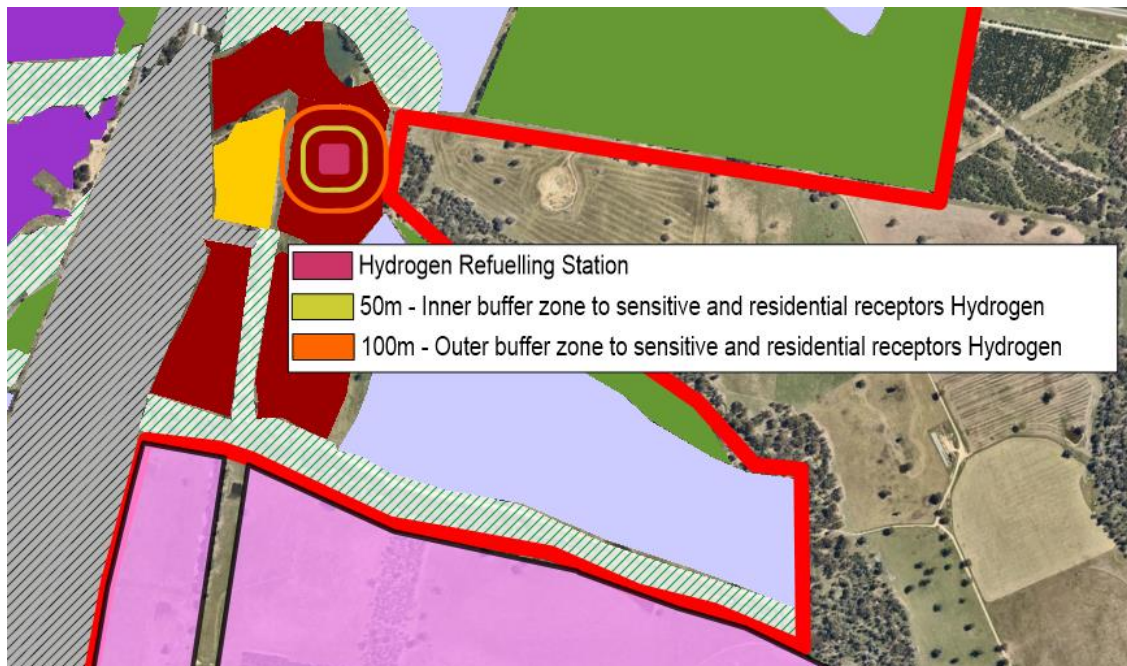 Hydrogen Refuelling Station
50m - Inner buffer zone to sensitive and residential receptors Hydrogen
100m - Outer buffer zone to sensitive and residential receptors Hydrogen